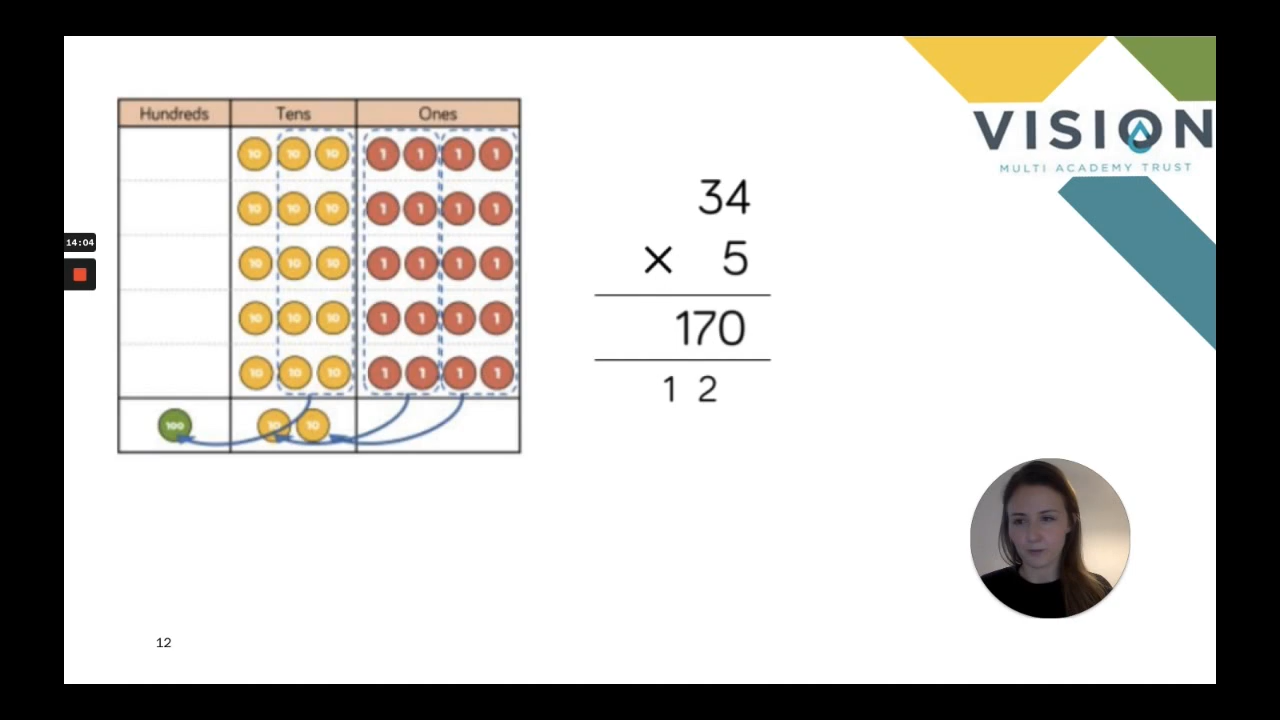 Hundreds Tens Ones
10 10 10 1 1 1 1
10 10 10 1 1 1 1
10 10 10 1 1 1 1
10 10 10 1 1 1 1
10 10 10 1 1 1 1
100 10 10
34
× 5
170
1 2
VISION
MULTI ACADEMY TRUST
14:04
12